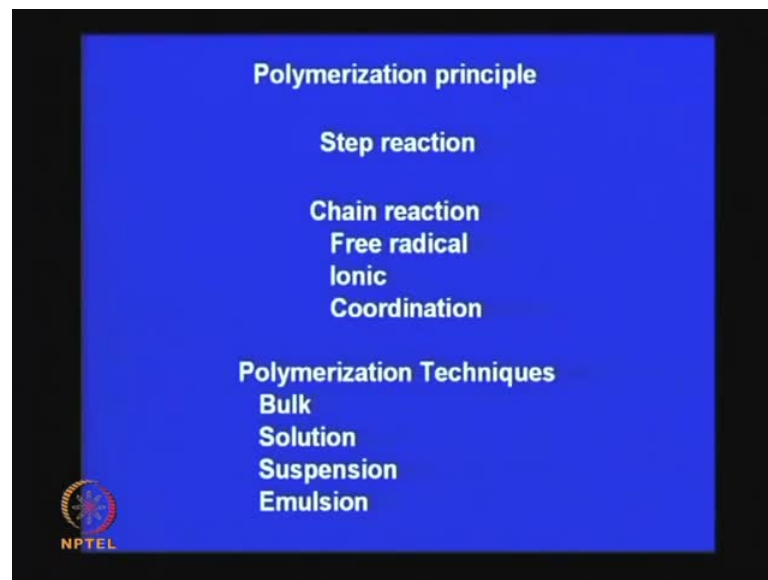 Polymerization principle
Step reaction
Chain reaction
Free radical
Ionic
Coordination
Polymerization Techniques
Bulk
Solution
Suspension
Emulsion
NPTEL